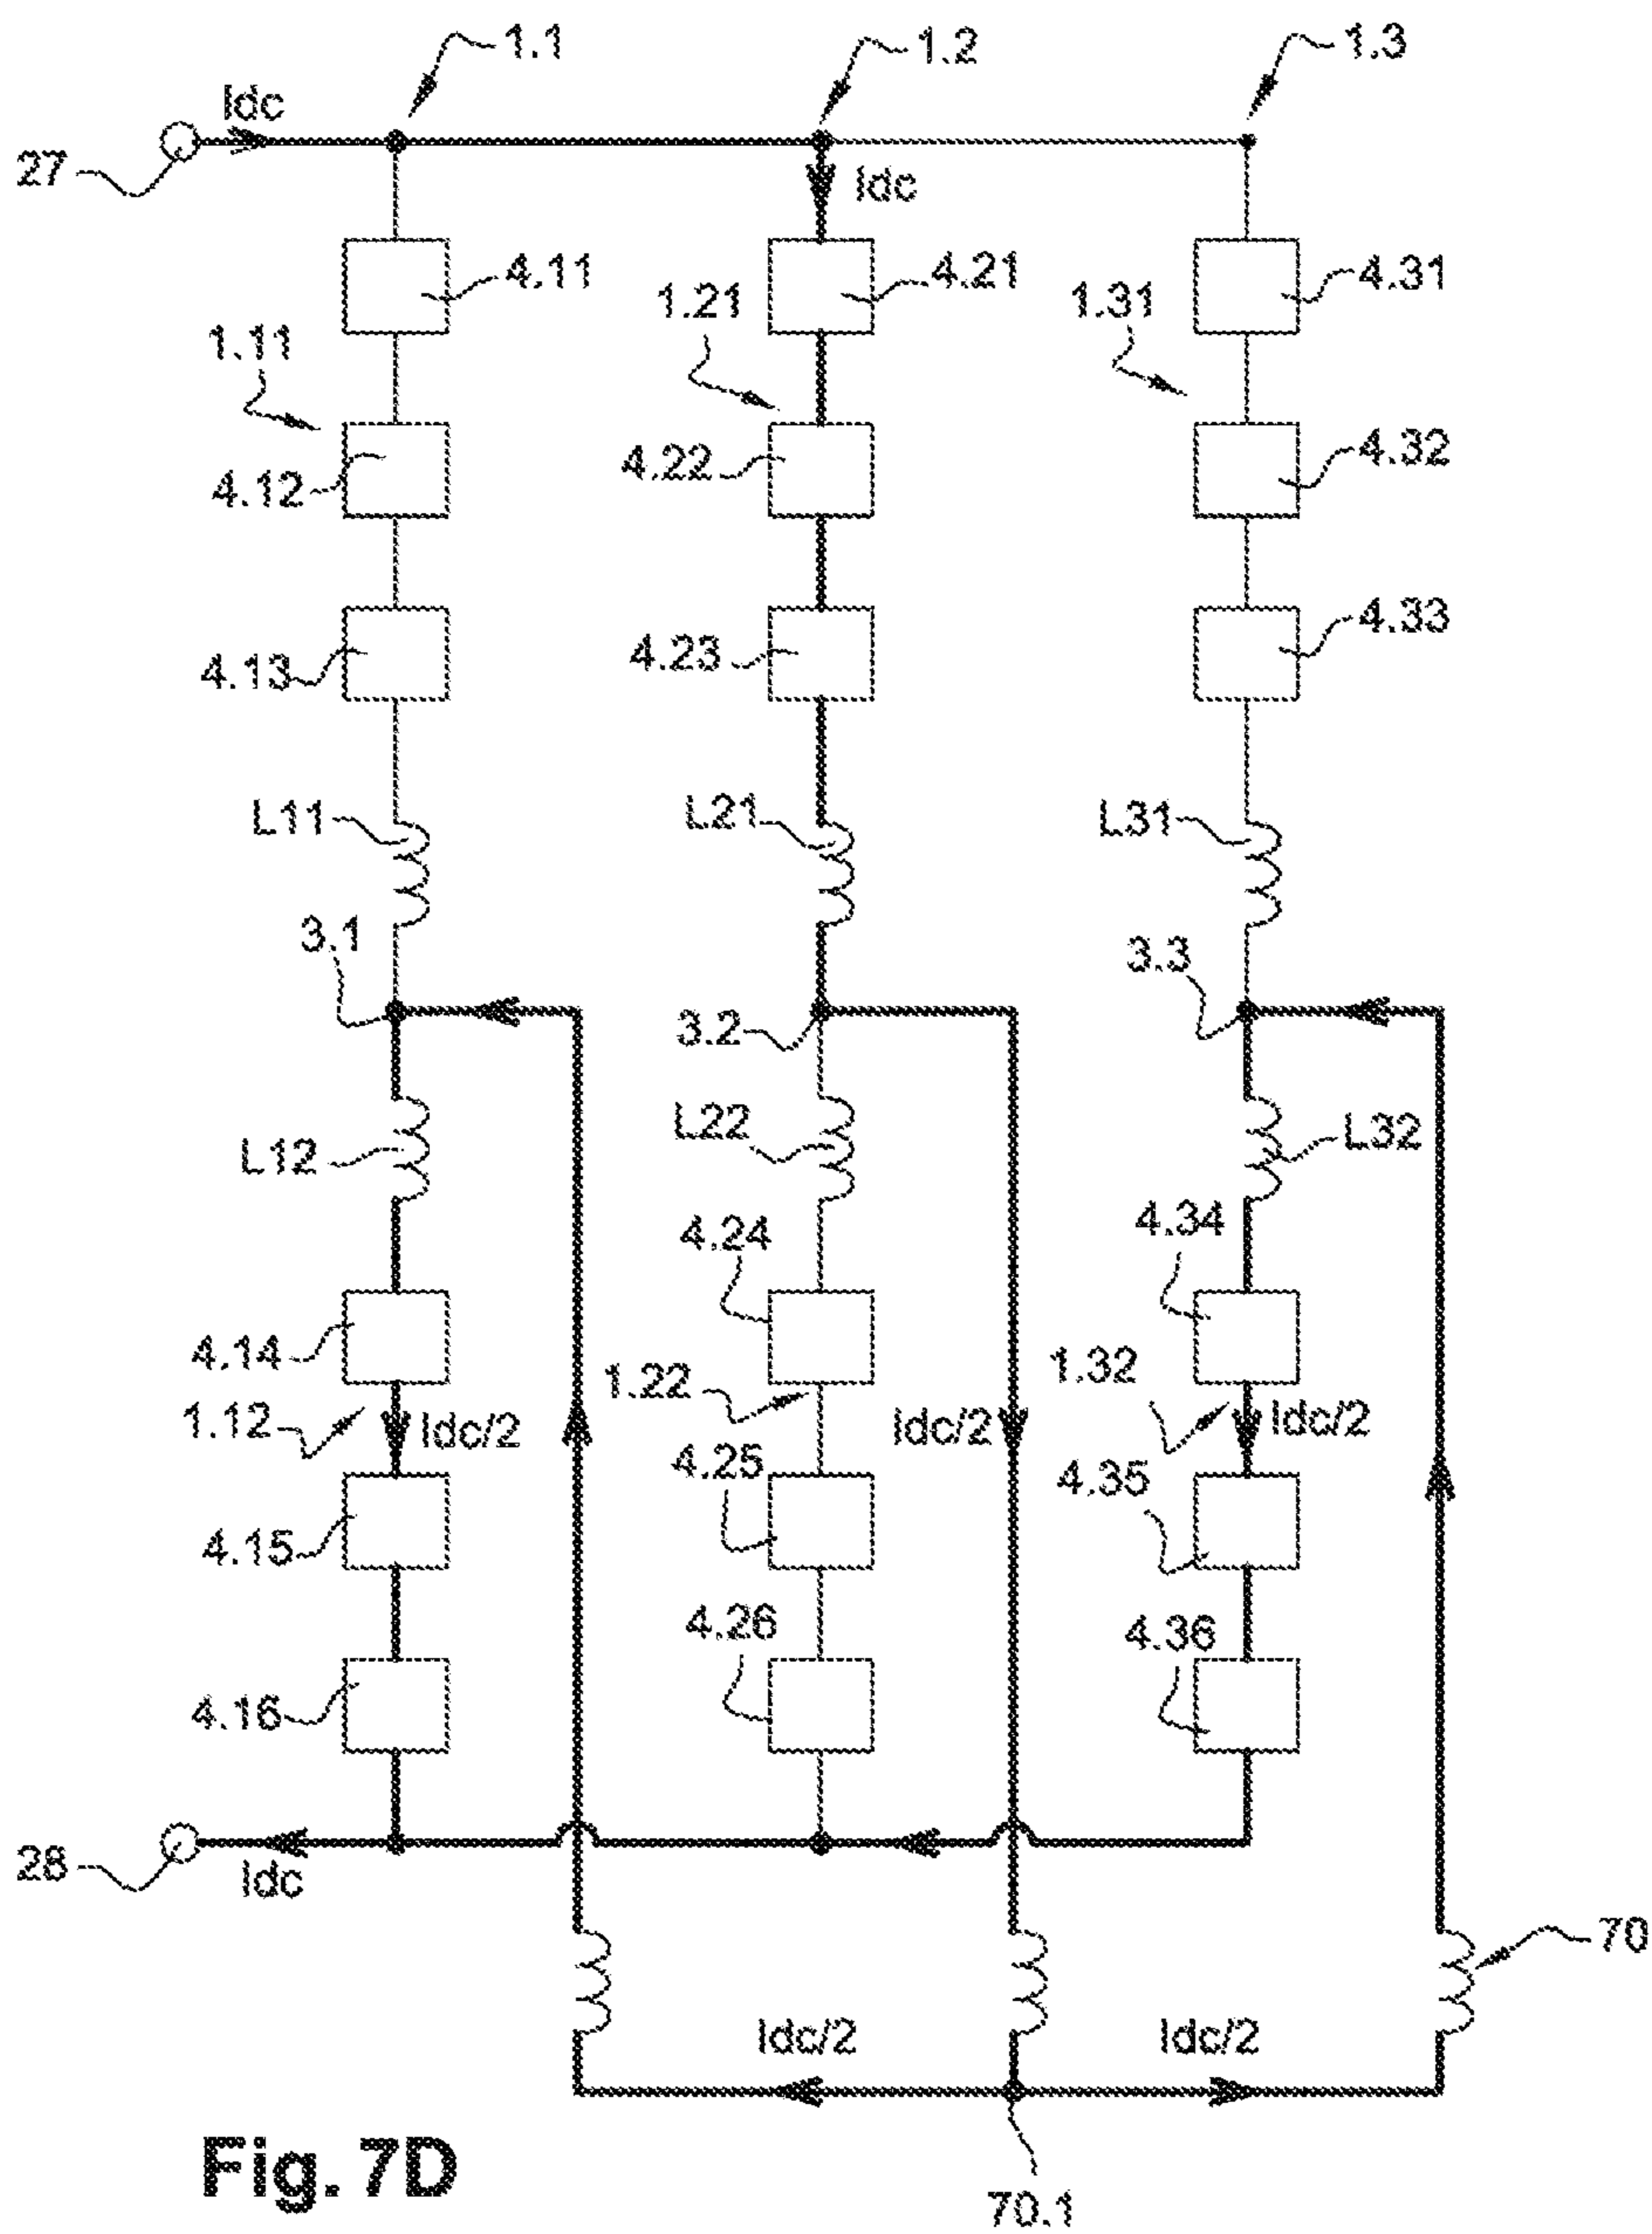 1.1
1.2
1.3
Idc
27
Idc
4.11
4.21
4.31
1.11
1.21
1.31
4.12
4.22
4.32
4.13
4.23
4.33
L11
L21
L31
3.1
3.2
3.3
L12
L22
L32
4.24
4.34
4.14
1.22
1.32
1.12
Idc/2
Idc/2
Idc/2
4.25
4.35
4.15
4.26
4.36
4.16
28
Idc
70
Idc/2
Idc/2
Fig. 7D
70.1